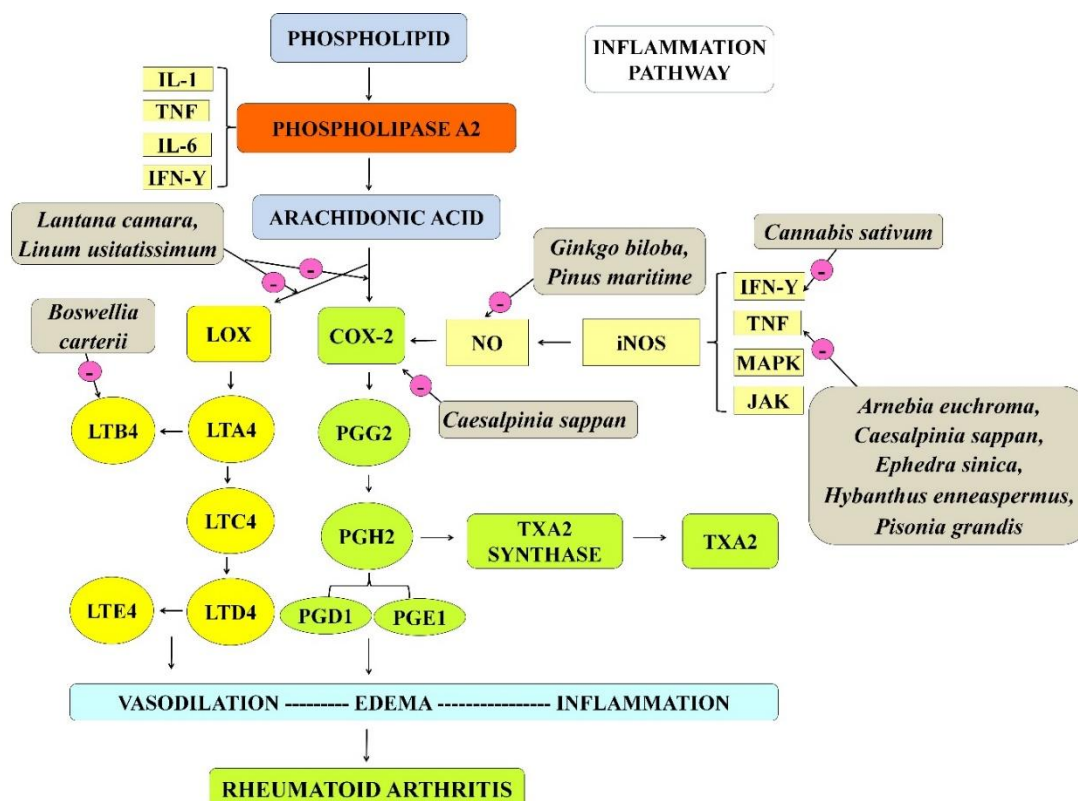 PHOSPHOLIPID
INFLAMMATION
PATHWAY
IL-1
TNF
IL-6
IFN-Y
PHOSPHOLIPASE A2
ARACHIDONIC ACID
Lantana camara,
Linum usitatissimum
-
-
Ginkgo biloba,
Pinus maritime
-
Cannabis sativum
-
Boswellia
carterii
-
LOX
COX-2
NO
iNOS
IFN-Y
TNF
MAPK
JAK
-
-
Caesalpinia sappan
Arnebia euchroma,
Caesalpinia sappan,
Ephedra sinica,
Hybanthus enneaspermus,
Pisonia grandis
LTB4
LTA4
PGG2
LTC4
PGH2
TXA2
SYNTHASE
TXA2
LTE4
LTD4
PGD1
PGE1
VASODILATION --------- EDEMA ---------------- INFLAMMATION
RHEUMATOID ARTHRITIS